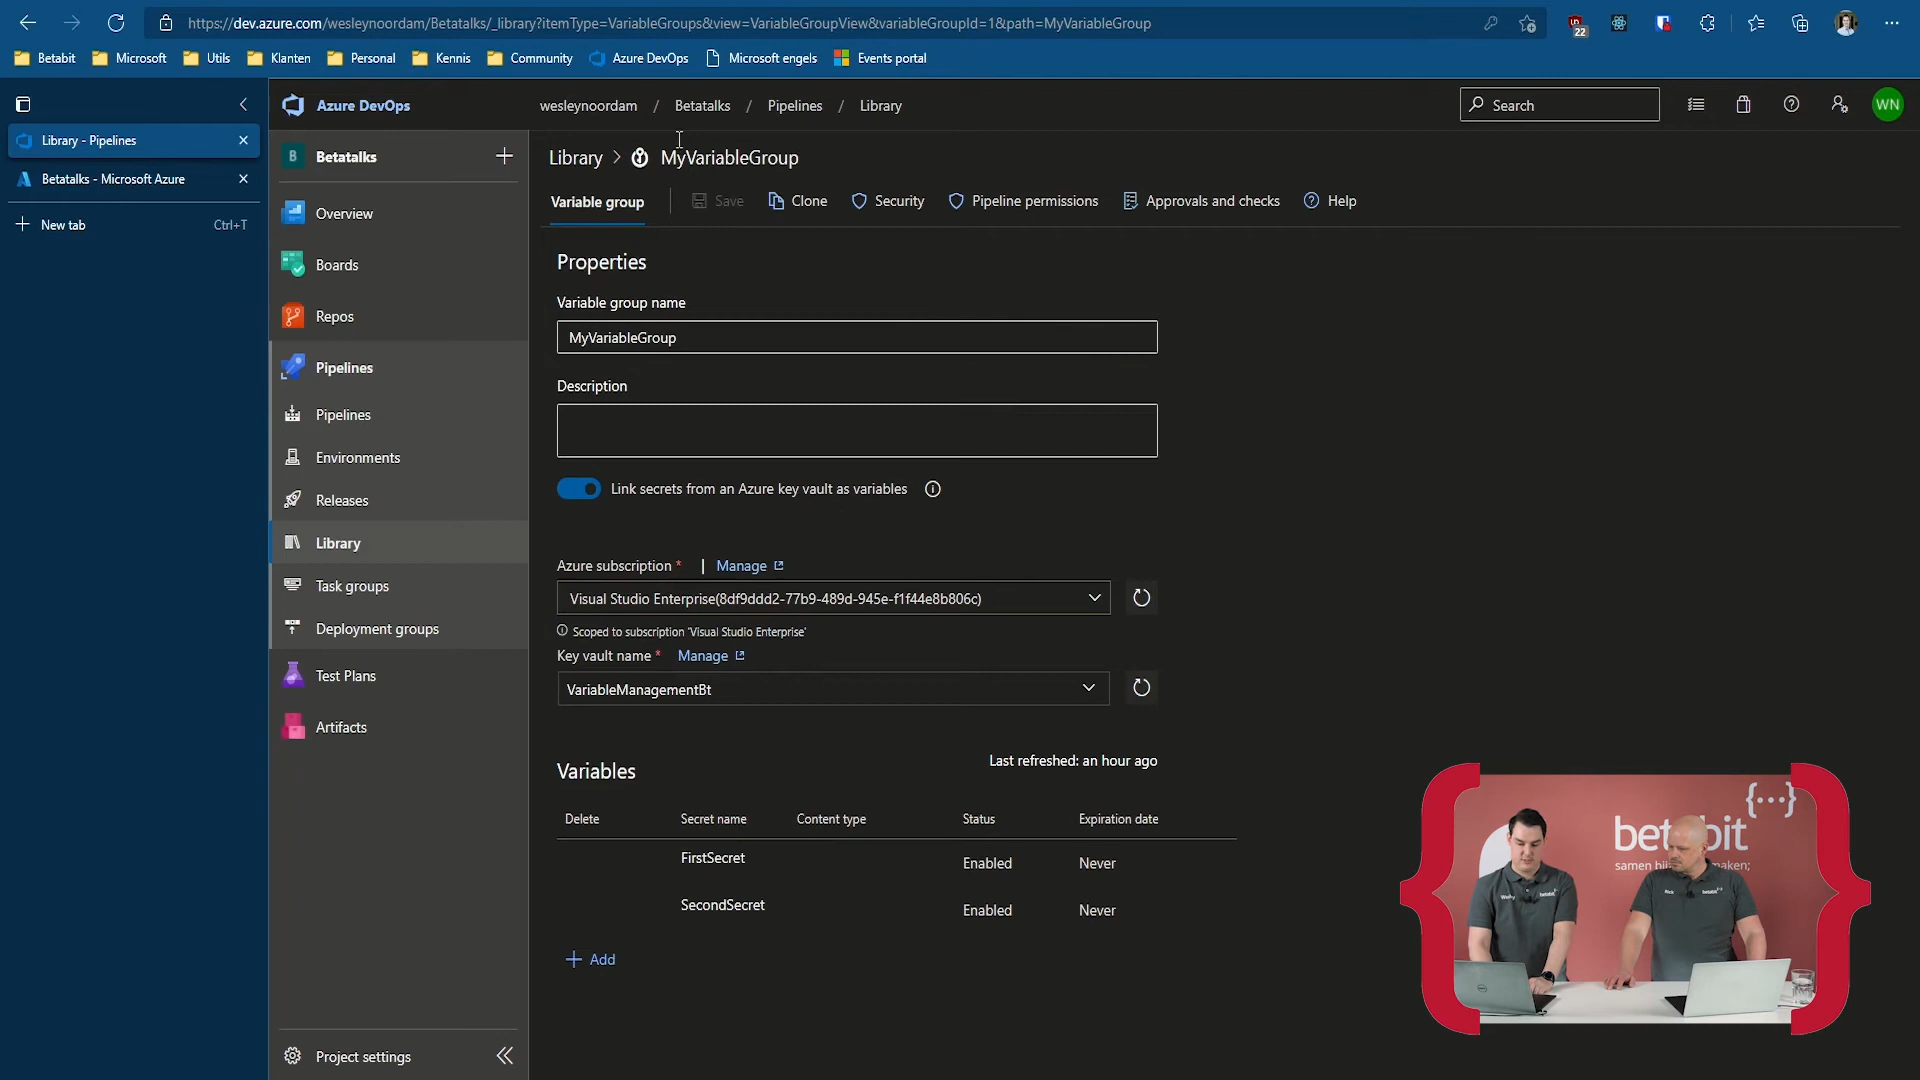 https://dev.azure.com/wesleynoordam/Betatalks/_library?itemType=VariableGroups&view=VariableGroupView&variableGroupId=1&path=MyVariableGroup
22
Betabit
Microsoft
Utils
Klanten
Personal
Kennis
Community
Azure DevOps
Microsoft engels
Events portal
Library - Pipelines
Betatalks - Microsoft Azure
New tab
Ctrl+T
Azure DevOps
wesleynoordam / Betatalks / Pipelines / Library
Search
WN
B
Betatalks
Overview
Boards
Repos
Pipelines
Pipelines
Environments
Releases
Library
Task groups
Deployment groups
Test Plans
Artifacts
Project settings
Library > MyVariableGroup
Variable group
Save
Clone
Security
Pipeline permissions
Approvals and checks
Help
Properties
Variable group name
MyVariableGroup
Description
Link secrets from an Azure key vault as variables
Azure subscription * | Manage
Visual Studio Enterprise(8df9ddd2-77b9-489d-945e-f1f44e8b806c)
Scoped to subscription 'Visual Studio Enterprise'
Key vault name * Manage
VariableManagementBt
Variables
Last refreshed: an hour ago
Delete Secret name Content type Status Expiration date
FirstSecret Enabled Never
SecondSecret Enabled Never
Add
{...}
samen
maken;
Rick